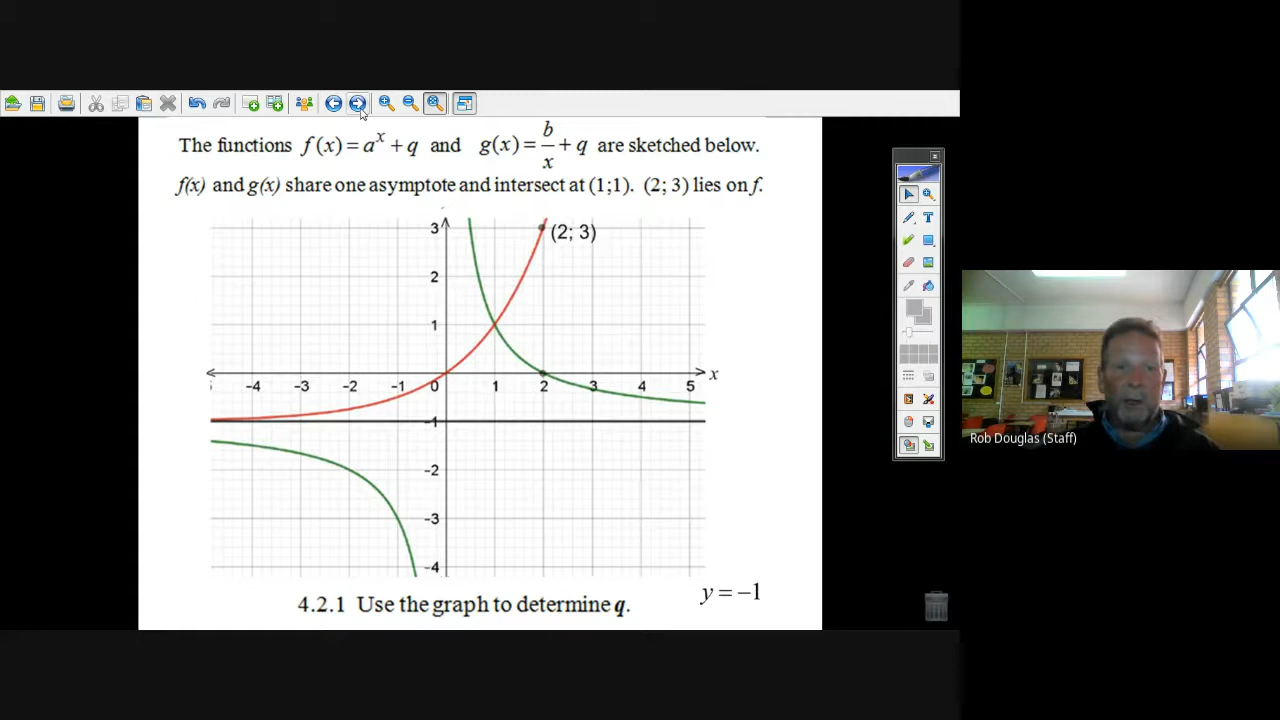 The functions f(x) = a^x + q and g(x) = b/x + q are sketched below.
f(x) and g(x) share one asymptote and intersect at (1;1). (2; 3) lies on f.
3
(2; 3)
2
1
-4 -3 -2 -1 0 1 2 3 4 5 x
-1
-2
-3
-4
y = −1
4.2.1 Use the graph to determine q.
T
Rob Douglas (Staff)